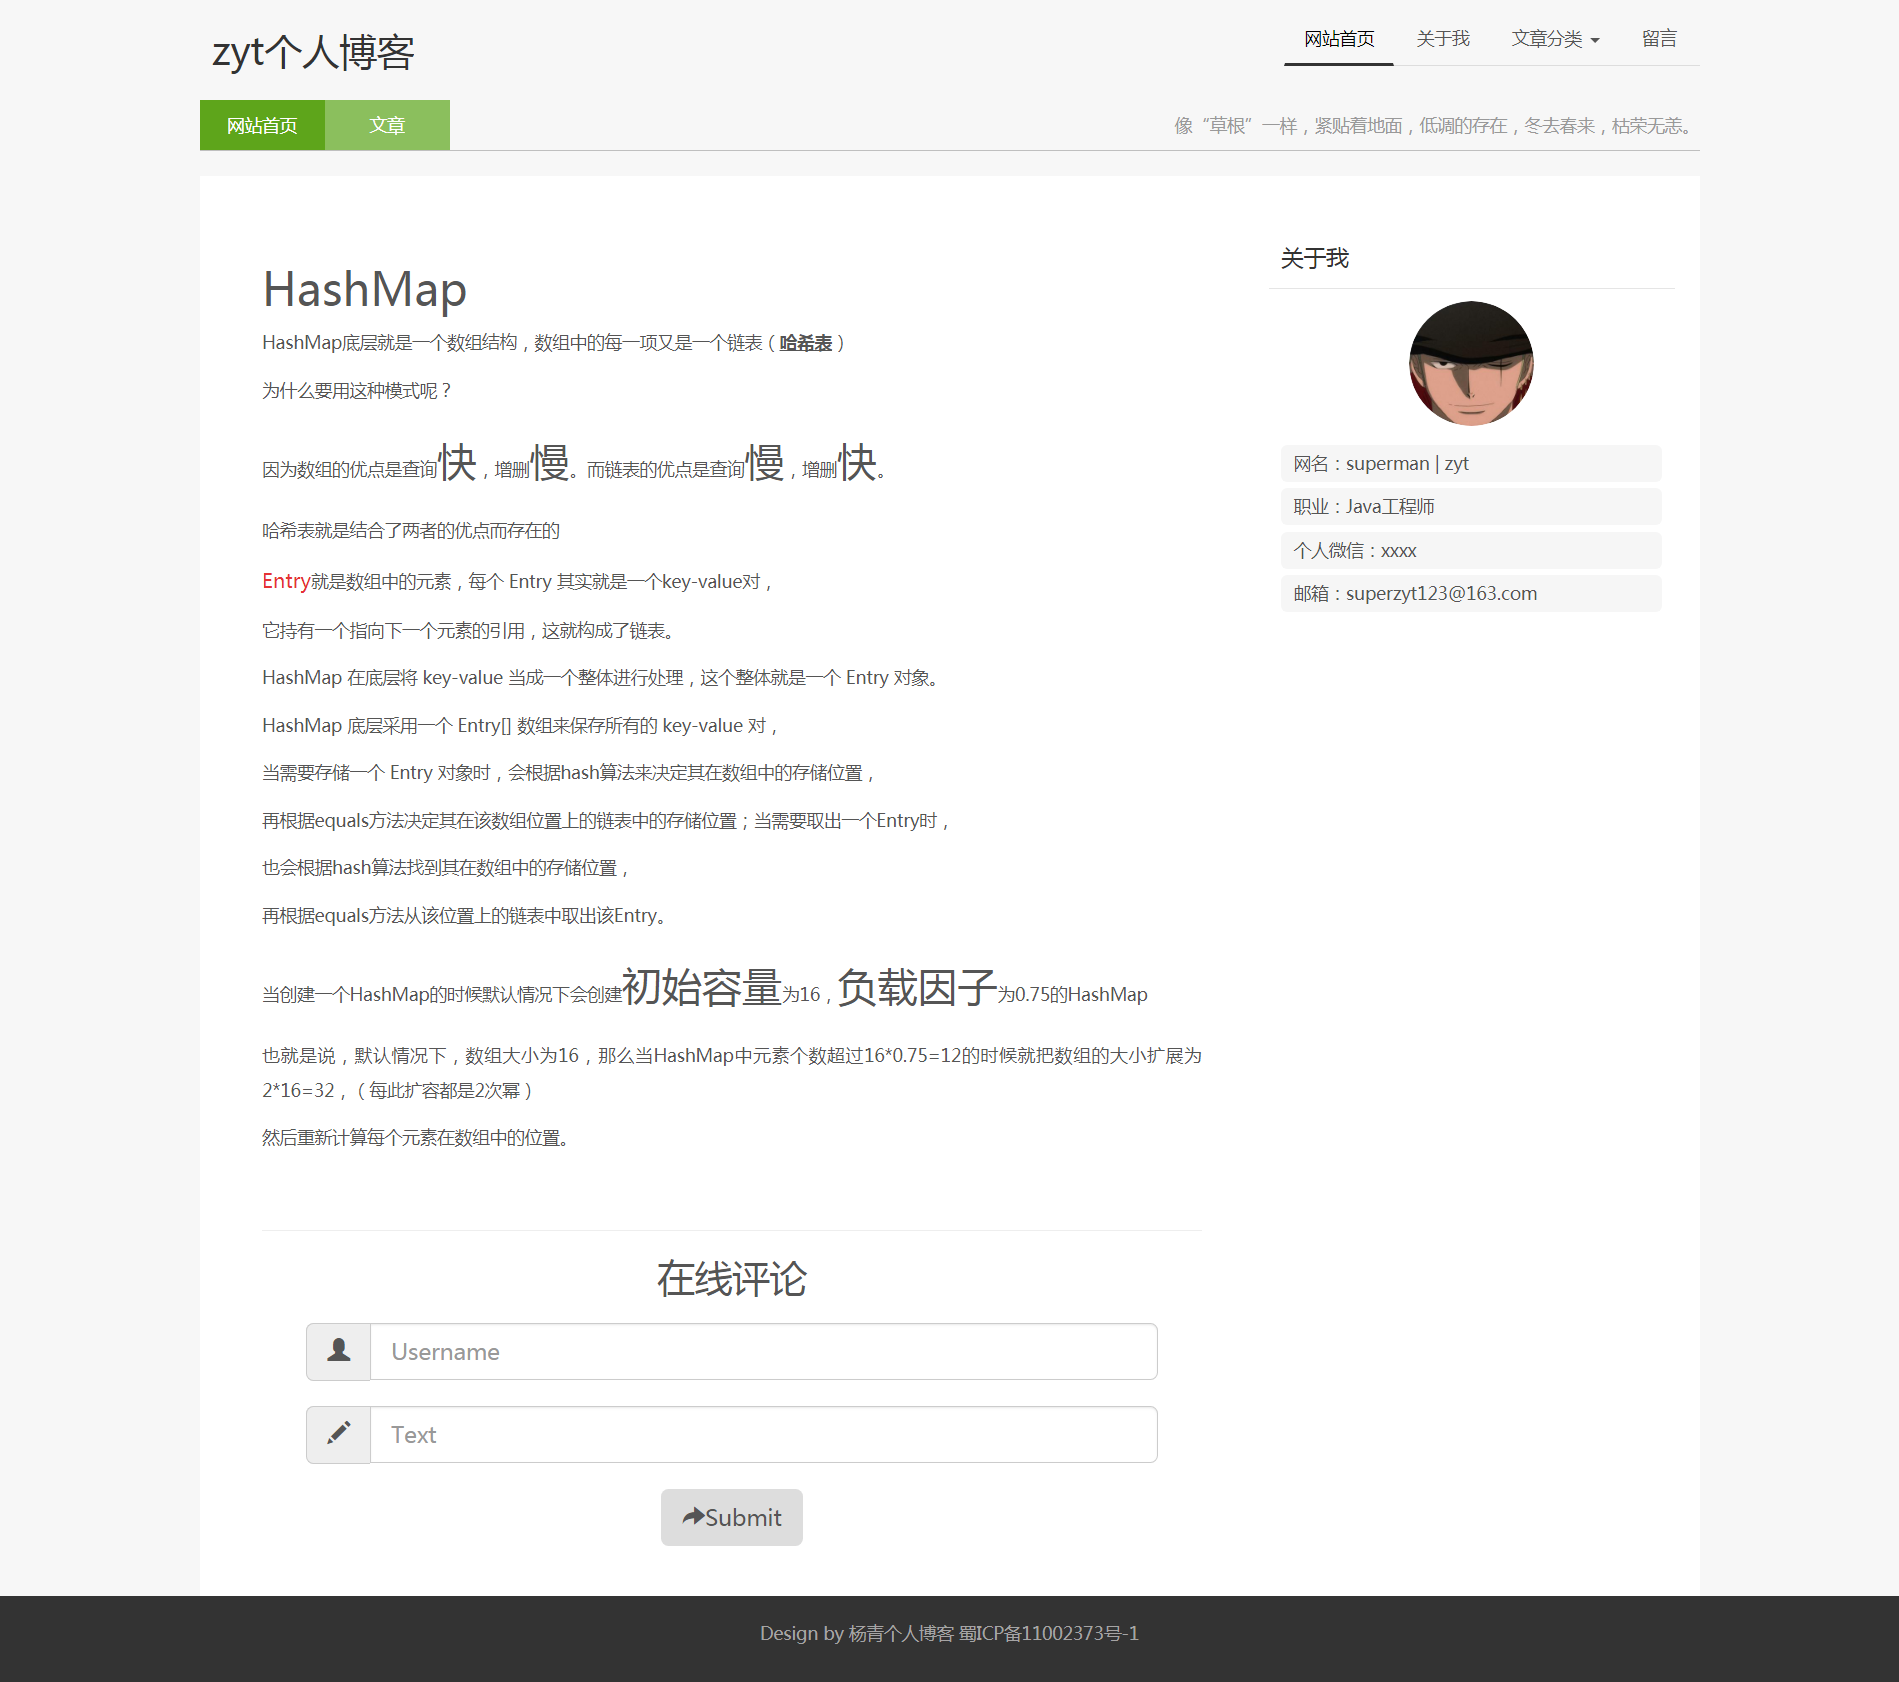 zyt个人博客
网站首页
关于我
文章分类
留言
网站首页
文章
像“草根”一样，紧贴着地面，低调的存在，冬去春来，枯荣无恙。
HashMap
HashMap底层就是一个数组结构，数组中的每一项又是一个链表（哈希表）
为什么要用这种模式呢？
因为数组的优点是查询快，增删慢。而链表的优点是查询慢，增删快。
哈希表就是结合了两者的优点而存在的
Entry就是数组中的元素，每个 Entry 其实就是一个key-value对，
它持有一个指向下一个元素的引用，这就构成了链表。
HashMap 在底层将 key-value 当成一个整体进行处理，这个整体就是一个 Entry 对象。
HashMap 底层采用一个 Entry[] 数组来保存所有的 key-value 对，
当需要存储一个 Entry 对象时，会根据hash算法来决定其在数组中的存储位置，
再根据equals方法决定其在该数组位置上的链表中的存储位置；当需要取出一个Entry时，
也会根据hash算法找到其在数组中的存储位置，
再根据equals方法从该位置上的链表中取出该Entry。
当创建一个HashMap的时候默认情况下会创建初始容量为16，负载因子为0.75的HashMap
也就是说，默认情况下，数组大小为16，那么当HashMap中元素个数超过16*0.75=12的时候就把数组的大小扩展为
2*16=32，（每此扩容都是2次幂）
然后重新计算每个元素在数组中的位置。
关于我
网名：superman | zyt
职业：Java工程师
个人微信：xxxx
邮箱：superzyt123@163.com
在线评论
Username
Text
Submit
Design by 杨青个人博客 蜀ICP备11002373号-1